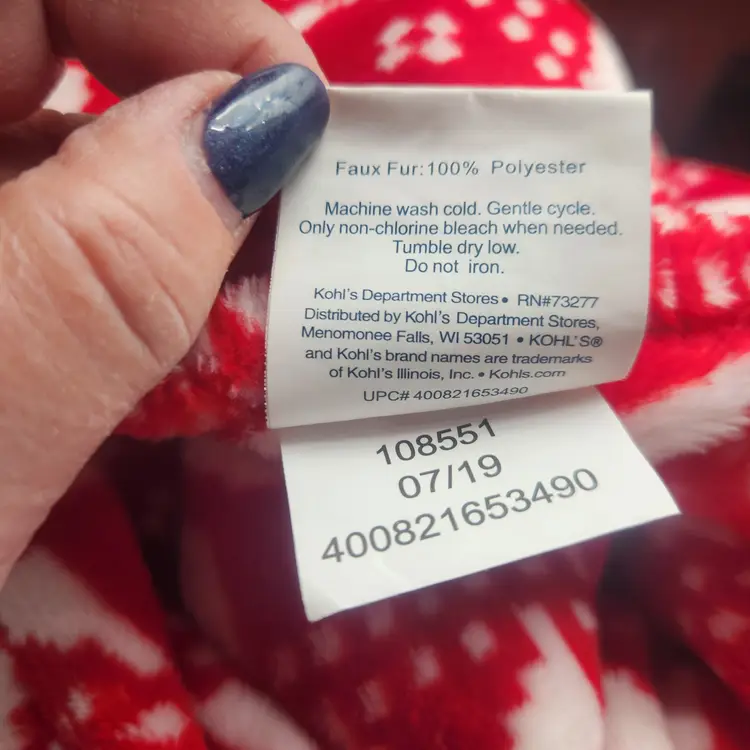 Faux Fur: 100% Polyester
Machine wash cold. Gentle cycle.
Only non-chlorine bleach when needed.
Tumble dry low.
Do not iron.
Kohl's Department Stores • RN#73277
Distributed by Kohl's Department Stores,
Menomonee Falls, WI 53051 • KOHL'S®
and Kohl's brand names are trademarks
of Kohl's Illinois, Inc. • Kohls.com
UPC# 400821653490
108551
07/19
400821653490